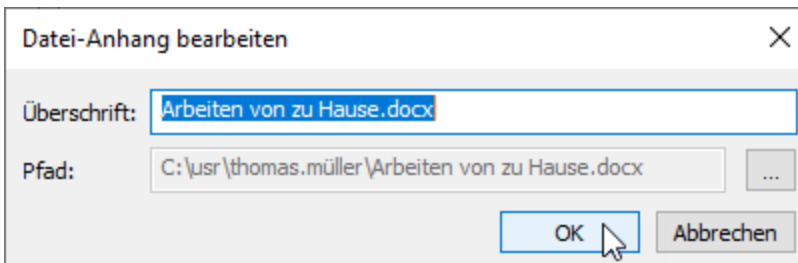 Datei-Anhang bearbeiten
Überschrift: Arbeiten von zu Hause.docx
Pfad: C:\usr\thomas.müller\Arbeiten von zu Hause.docx ...
OK Abbrechen